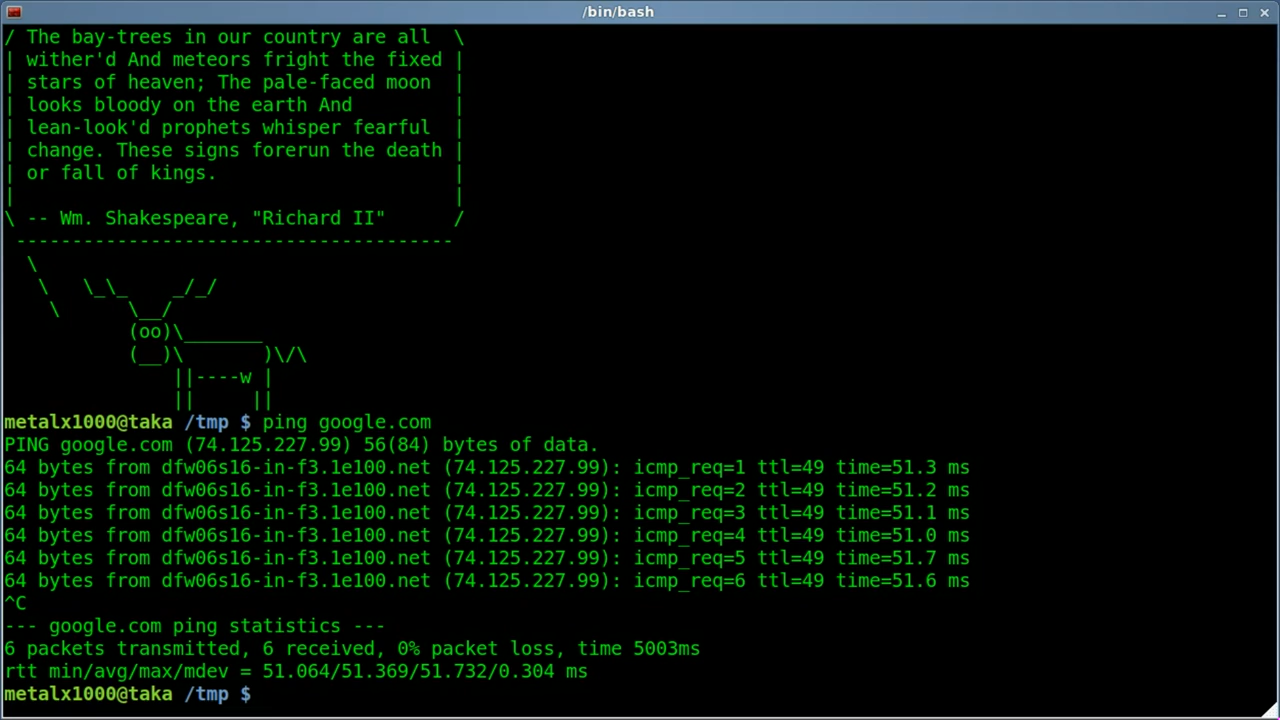 /bin/bash
/ The bay-trees in our country are all  \
| wither'd And meteors fright the fixed |
| stars of heaven; The pale-faced moon  |
| looks bloody on the earth And         |
| lean-look'd prophets whisper fearful  |
| change. These signs forerun the death |
| or fall of kings.                     |
|                                       |
\ -- Wm. Shakespeare, "Richard II"      /
 ---------------------------------------
  \
   \   \_\_    _/_/
    \      \__/
           (oo)\_______
           (__)\       )\/\
               ||----w |
               ||     ||
metalx1000@taka /tmp $ ping google.com
PING google.com (74.125.227.99) 56(84) bytes of data.
64 bytes from dfw06s16-in-f3.1e100.net (74.125.227.99): icmp_req=1 ttl=49 time=51.3 ms
64 bytes from dfw06s16-in-f3.1e100.net (74.125.227.99): icmp_req=2 ttl=49 time=51.2 ms
64 bytes from dfw06s16-in-f3.1e100.net (74.125.227.99): icmp_req=3 ttl=49 time=51.1 ms
64 bytes from dfw06s16-in-f3.1e100.net (74.125.227.99): icmp_req=4 ttl=49 time=51.0 ms
64 bytes from dfw06s16-in-f3.1e100.net (74.125.227.99): icmp_req=5 ttl=49 time=51.7 ms
64 bytes from dfw06s16-in-f3.1e100.net (74.125.227.99): icmp_req=6 ttl=49 time=51.6 ms
^C
--- google.com ping statistics ---
6 packets transmitted, 6 received, 0% packet loss, time 5003ms
rtt min/avg/max/mdev = 51.064/51.369/51.732/0.304 ms
metalx1000@taka /tmp $